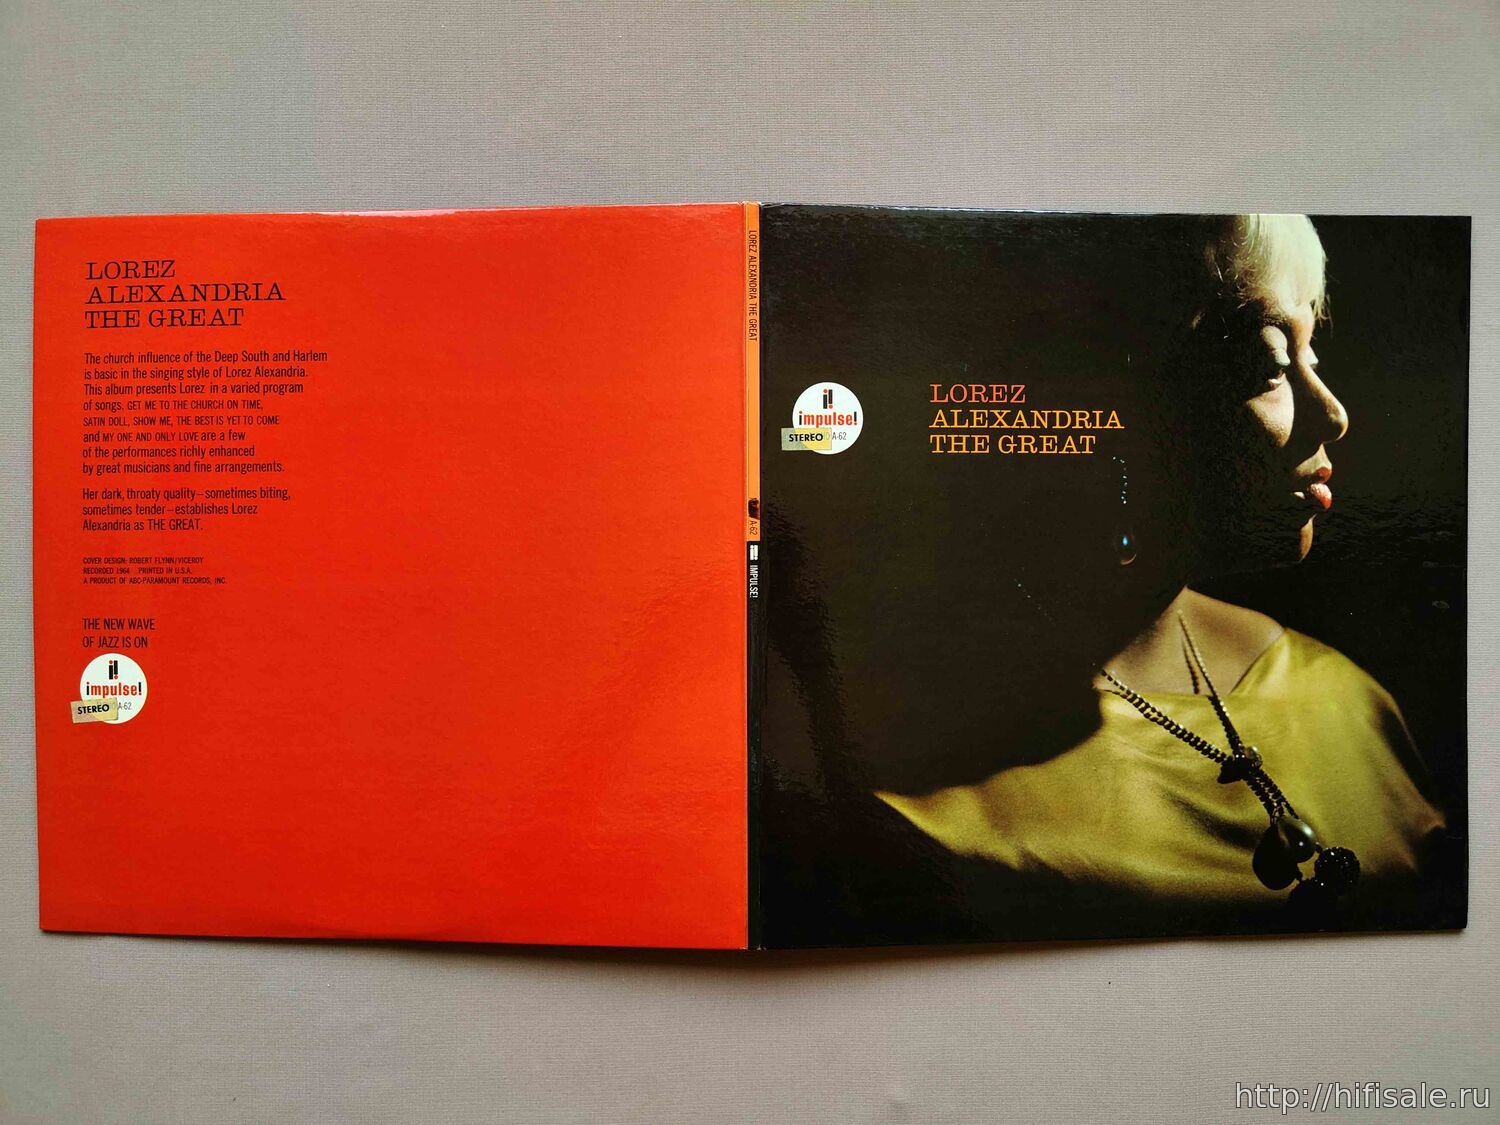 LOREZ
ALEXANDRIA
THE GREAT
The church influence of the Deep South and Harlem
is basic in the singing style of Lorez Alexandria.
This album presents Lorez in a varied program
of songs. GET ME TO THE CHURCH ON TIME,
SATIN DOLL, SHOW ME, THE BEST IS YET TO COME
and MY ONE AND ONLY LOVE are a few
of the performances richly enhanced
by great musicians and fine arrangements.
Her dark, throaty quality–sometimes biting,
sometimes tender–establishes Lorez
Alexandria as THE GREAT.
COVER DESIGN: ROBERT FLYNN/VICEROY
RECORDED 1964 PRINTED IN U.S.A.
A PRODUCT OF ABC-PARAMOUNT RECORDS, INC.
THE NEW WAVE
OF JAZZ IS ON
i!
impulse!
STEREO A-62
LOREZ ALEXANDRIA THE GREAT
A-62
IMPULSE!
i!
impulse!
STEREO A-62
LOREZ
ALEXANDRIA
THE GREAT
http://hifisale.ru